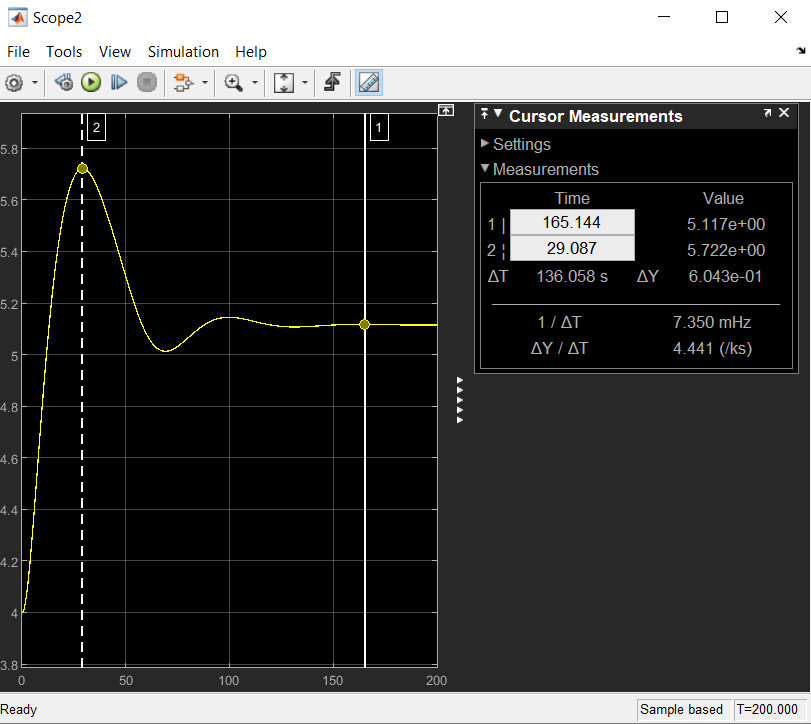 Scope2
File Tools View Simulation Help
2
1
5.8
5.6
5.4
5.2
5
4.8
4.6
4.4
4.2
4
3.8
0 50 100 150 200
Cursor Measurements
Settings
Measurements
Time Value
1 | 165.144 5.117e+00
2 ¦ 29.087 5.722e+00
ΔT 136.058 s ΔY 6.043e-01
1 / ΔT 7.350 mHz
ΔY / ΔT 4.441 (/ks)
Ready Sample based T=200.000